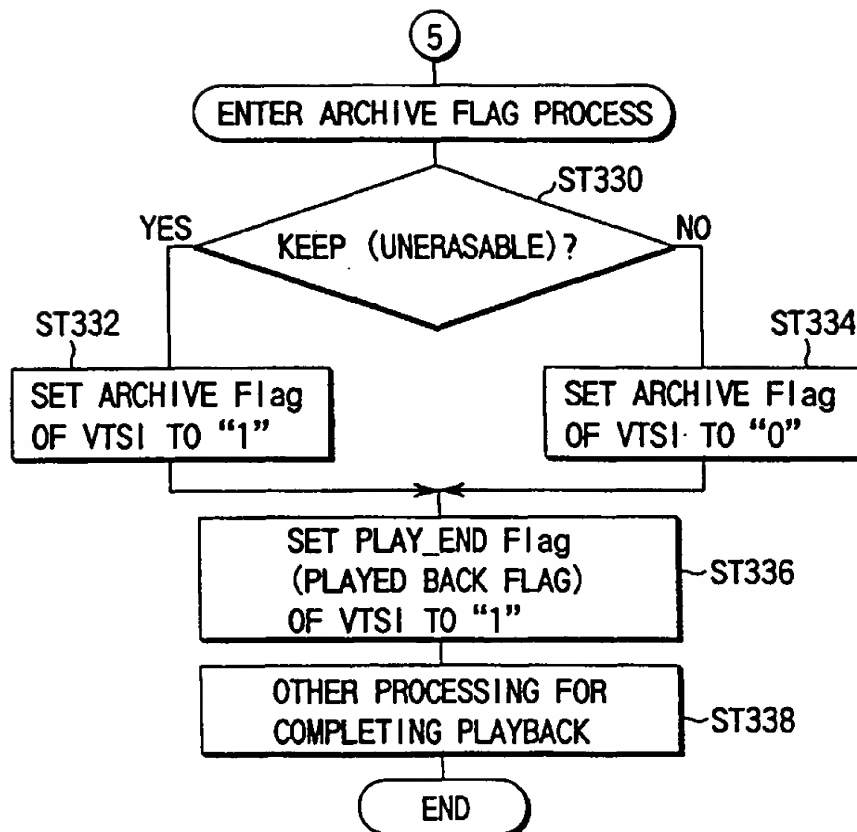 5
ENTER ARCHIVE FLAG PROCESS
ST330
YES
NO
KEEP (UNERASABLE)?
ST332
ST334
SET ARCHIVE Flag
OF VTSI TO “1”
SET ARCHIVE Flag
OF VTSI TO “0”
SET PLAY_END Flag
(PLAYED BACK FLAG)
OF VTSI TO “1”
ST336
OTHER PROCESSING FOR
COMPLETING PLAYBACK
ST338
END